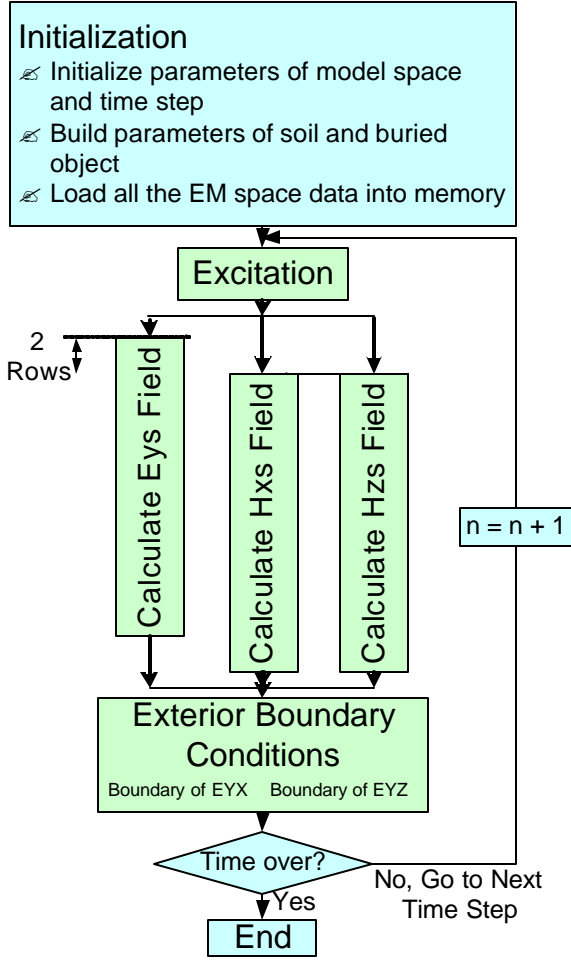 Initialization
Initialize parameters of model space
and time step
Build parameters of soil and buried
object
Load all the EM space data into memory
Excitation
2
Rows
Calculate Eys Field
Calculate Hxs Field
Calculate Hzs Field
n = n + 1
Exterior Boundary
Conditions
Boundary of EYX Boundary of EYZ
Time over?
No, Go to Next
Time Step
Yes
End